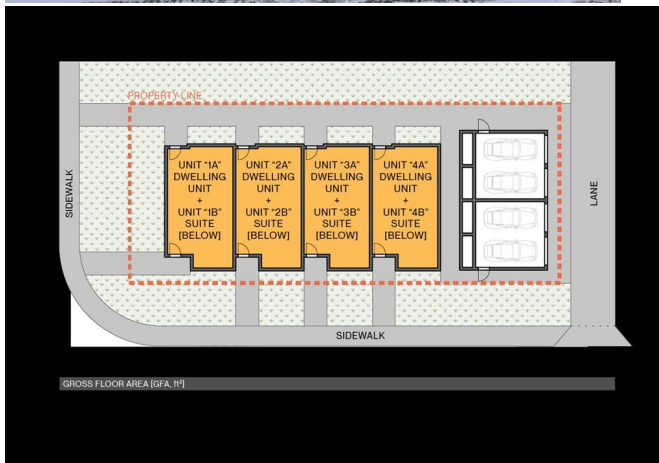 PROPERTY LINE
SIDEWALK
UNIT "1A"
DWELLING
UNIT
+
UNIT "1B"
SUITE
[BELOW]
UNIT "2A"
DWELLING
UNIT
+
UNIT "2B"
SUITE
[BELOW]
UNIT "3A"
DWELLING
UNIT
+
UNIT "3B"
SUITE
[BELOW]
UNIT "4A"
DWELLING
UNIT
+
UNIT "4B"
SUITE
[BELOW]
LANE
SIDEWALK
GROSS FLOOR AREA [GFA, ft²]